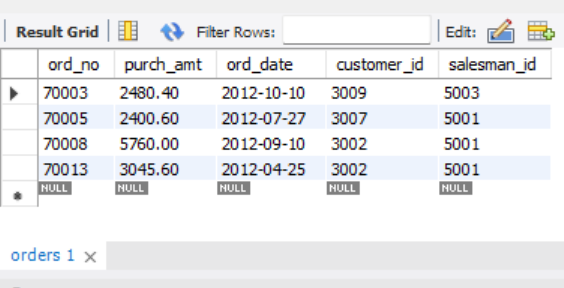 Result Grid Filter Rows: Edit:
ord_no purch_amt ord_date customer_id salesman_id
70003 2480.40 2012-10-10 3009 5003
70005 2400.60 2012-07-27 3007 5001
70008 5760.00 2012-09-10 3002 5001
70013 3045.60 2012-04-25 3002 5001
NULL NULL NULL NULL NULL
orders 1